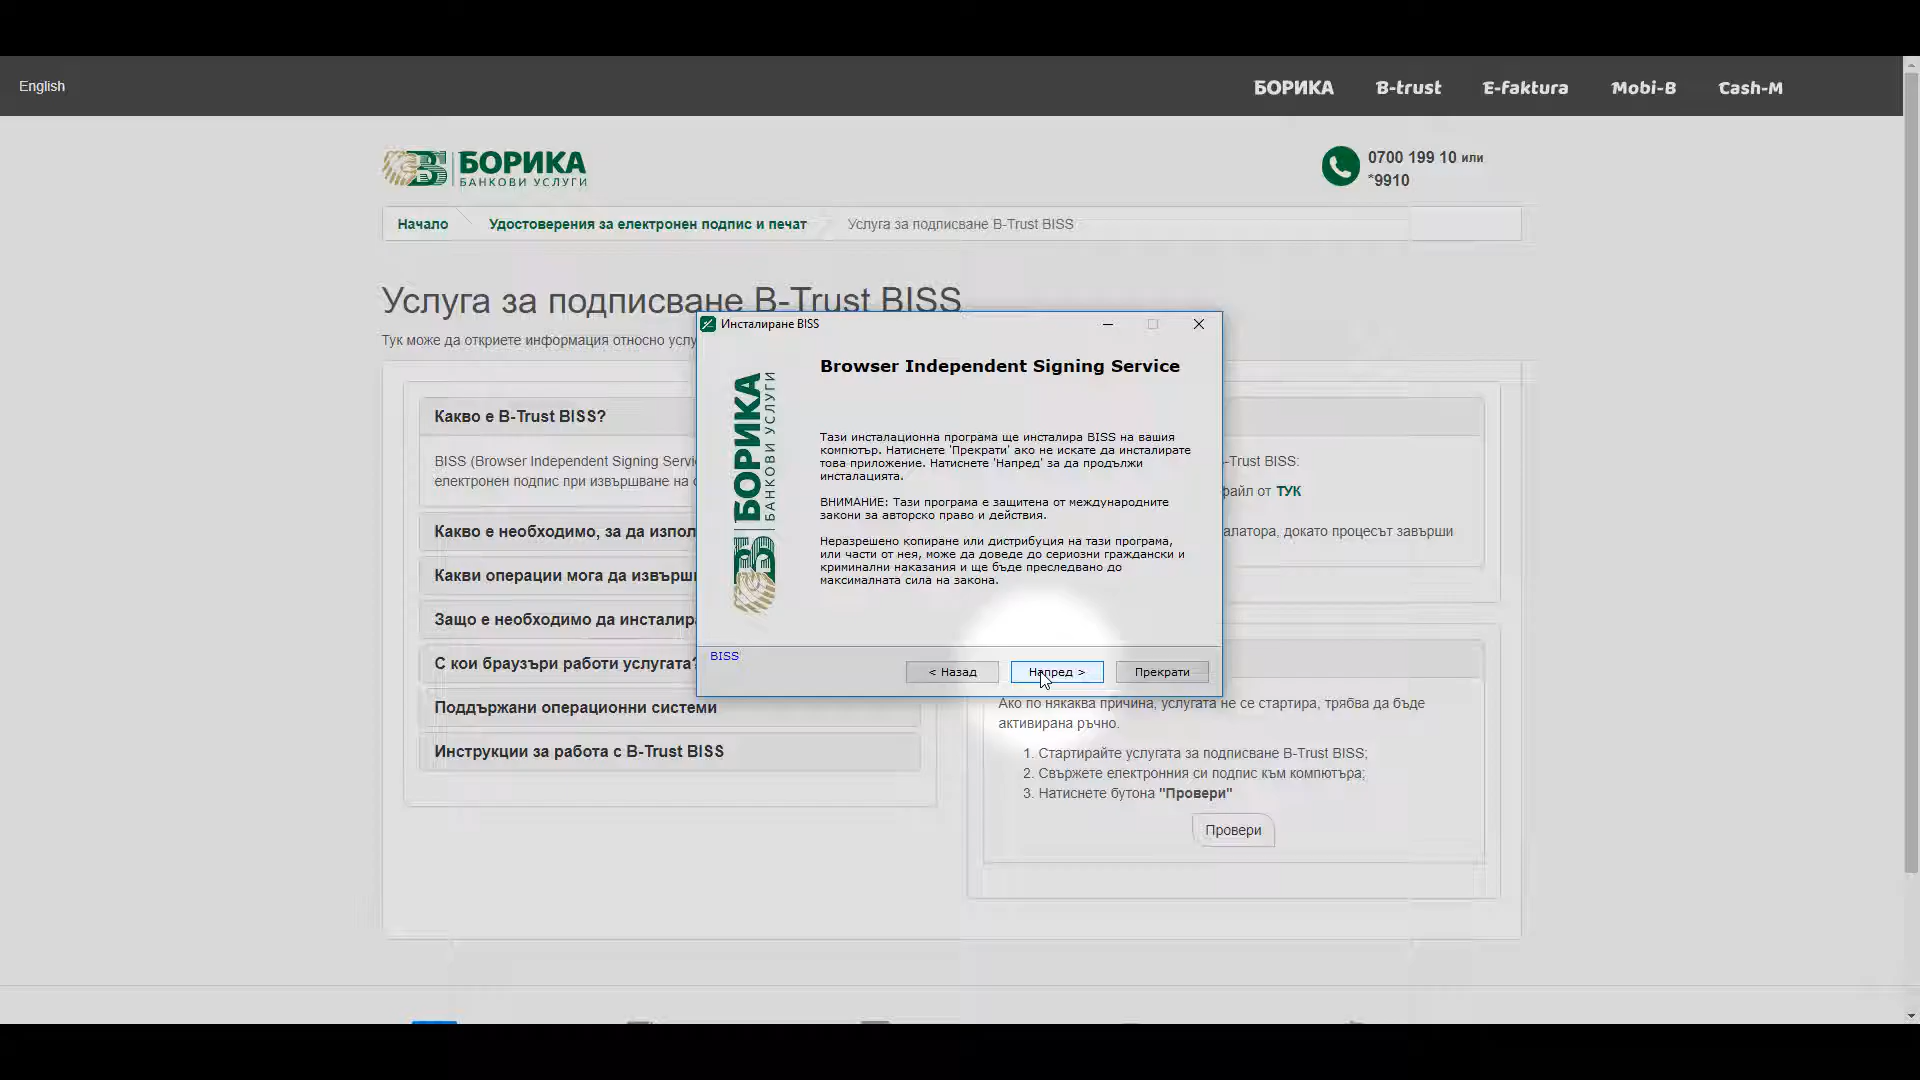 English
БОРИКА B-trust E-faktura Mobi-B Cash-M
БОРИКА
БАНКОВИ УСЛУГИ
0700 199 10 или
*9910
Начало Удостоверения за електронен подпис и печат Услуга за подписване B-Trust BISS
Услуга за подписване B-Trust BISS
Тук може да откриете информация относно
Какво е B-Trust BISS?
BISS (Browser Independent Signing
електронен подпис при извършване на
Какво е необходимо, за да
Какви операции мога да
Защо е необходимо да
С кои браузъри работи услугата?
Поддържани операционни системи
Инструкции за работа с B-Trust BISS
Инсталиране BISS
БОРИКА
БАНКОВИ УСЛУГИ
Browser Independent Signing Service
Тази инсталационна програма ще инсталира BISS на вашия
компютър. Натиснете 'Прекрати' ако не искате да инсталирате
това приложение. Натиснете 'Напред' за да продължи
инсталацията.
ВНИМАНИЕ: Тази програма е защитена от международните
закони за авторско право и действия.
Неразрешено копиране или дистрибуция на тази програма,
или части от нея, може да доведе до сериозни граждански и
криминални наказания и ще бъде преследвано до
максималната сила на закона.
BISS
< Назад Напред > Прекрати
-Trust BISS:
файл от ТУК
алатора, докато процесът завърши
Ако по някаква причина, услугата не се стартира, трябва да бъде
активирана ръчно.
1. Стартирайте услугата за подписване B-Trust BISS;
2. Свържете електронния си подпис към компютъра;
3. Натиснете бутона "Провери"
Провери